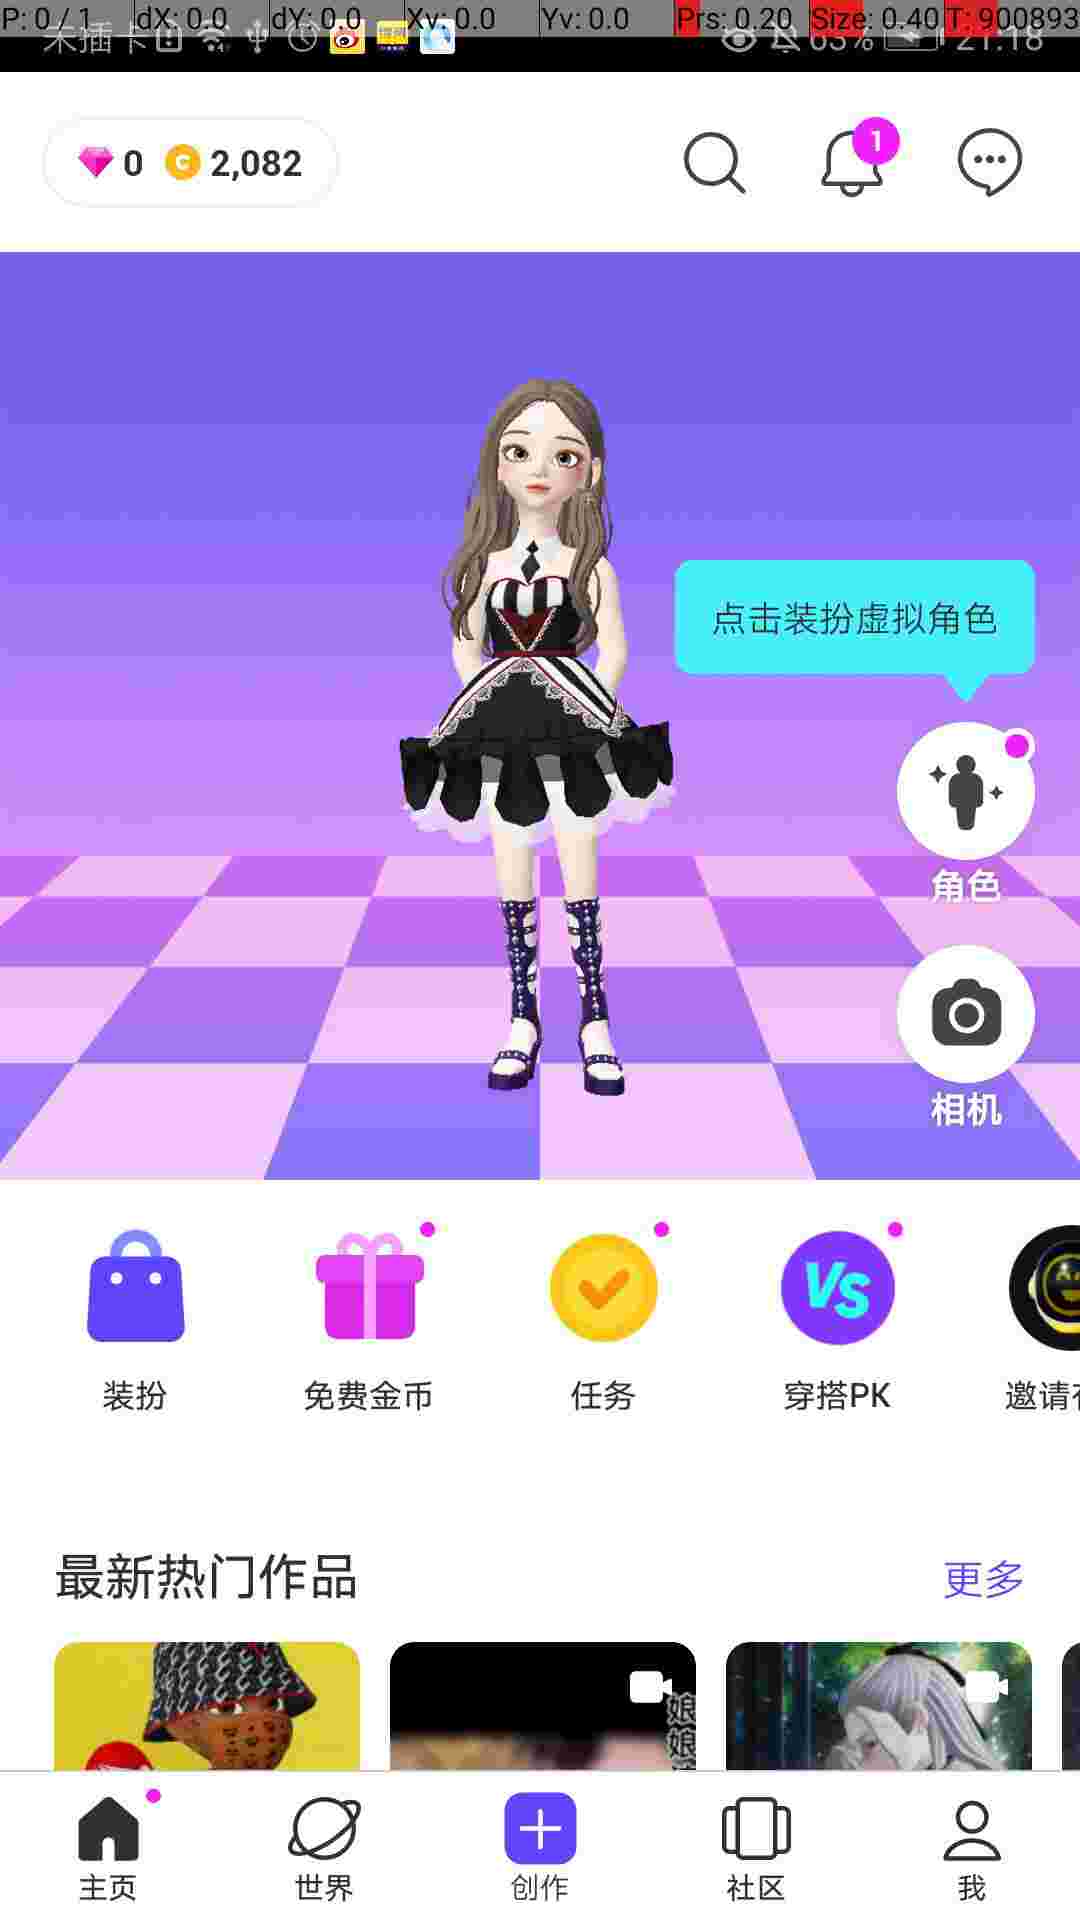 P: 0 / 1 dX: 0.0 dY: 0.0 Xv: 0.0 Yv: 0.0 Prs: 0.20 Size: 0.40 T: 900893
未插卡 63% 21:18
0 2,082
1
点击装扮虚拟角色
角色
相机
VS
装扮 免费金币 任务 穿搭PK 邀请
最新热门作品 更多
娘娘
主页 世界 创作 社区 我